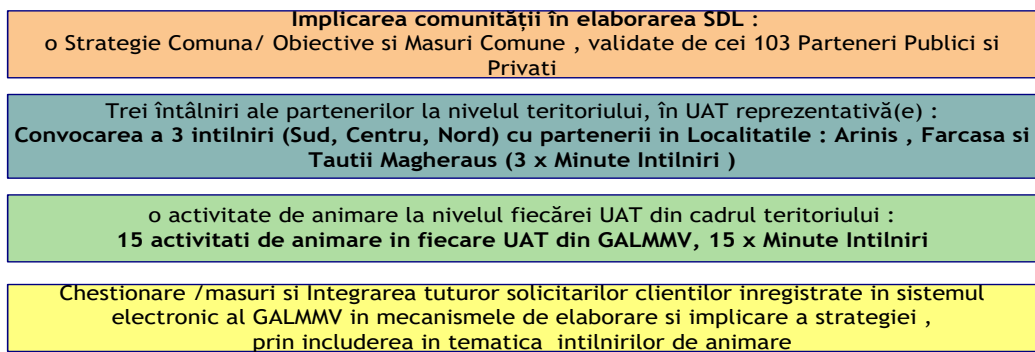 Implicarea comunității în elaborarea SDL :
o Strategie Comuna/ Obiective si Masuri Comune , validate de cei 103 Parteneri Publici si
Privati
Trei întâlniri ale partenerilor la nivelul teritoriului, în UAT reprezentativă(e) :
Convocarea a 3 intilniri (Sud, Centru, Nord) cu partenerii in Localitatile : Arinis , Farcasa si
Tautii Magheraus (3 x Minute Intilniri )
o activitate de animare la nivelul fiecărei UAT din cadrul teritoriului :
15 activitati de animare in fiecare UAT din GALMMV, 15 x Minute Intilniri
Chestionare /masuri si Integrarea tuturor solicitarilor clientilor inregistrate in sistemul
electronic al GALMMV in mecanismele de elaborare si implicare a strategiei ,
prin includerea in tematica intilnirilor de animare